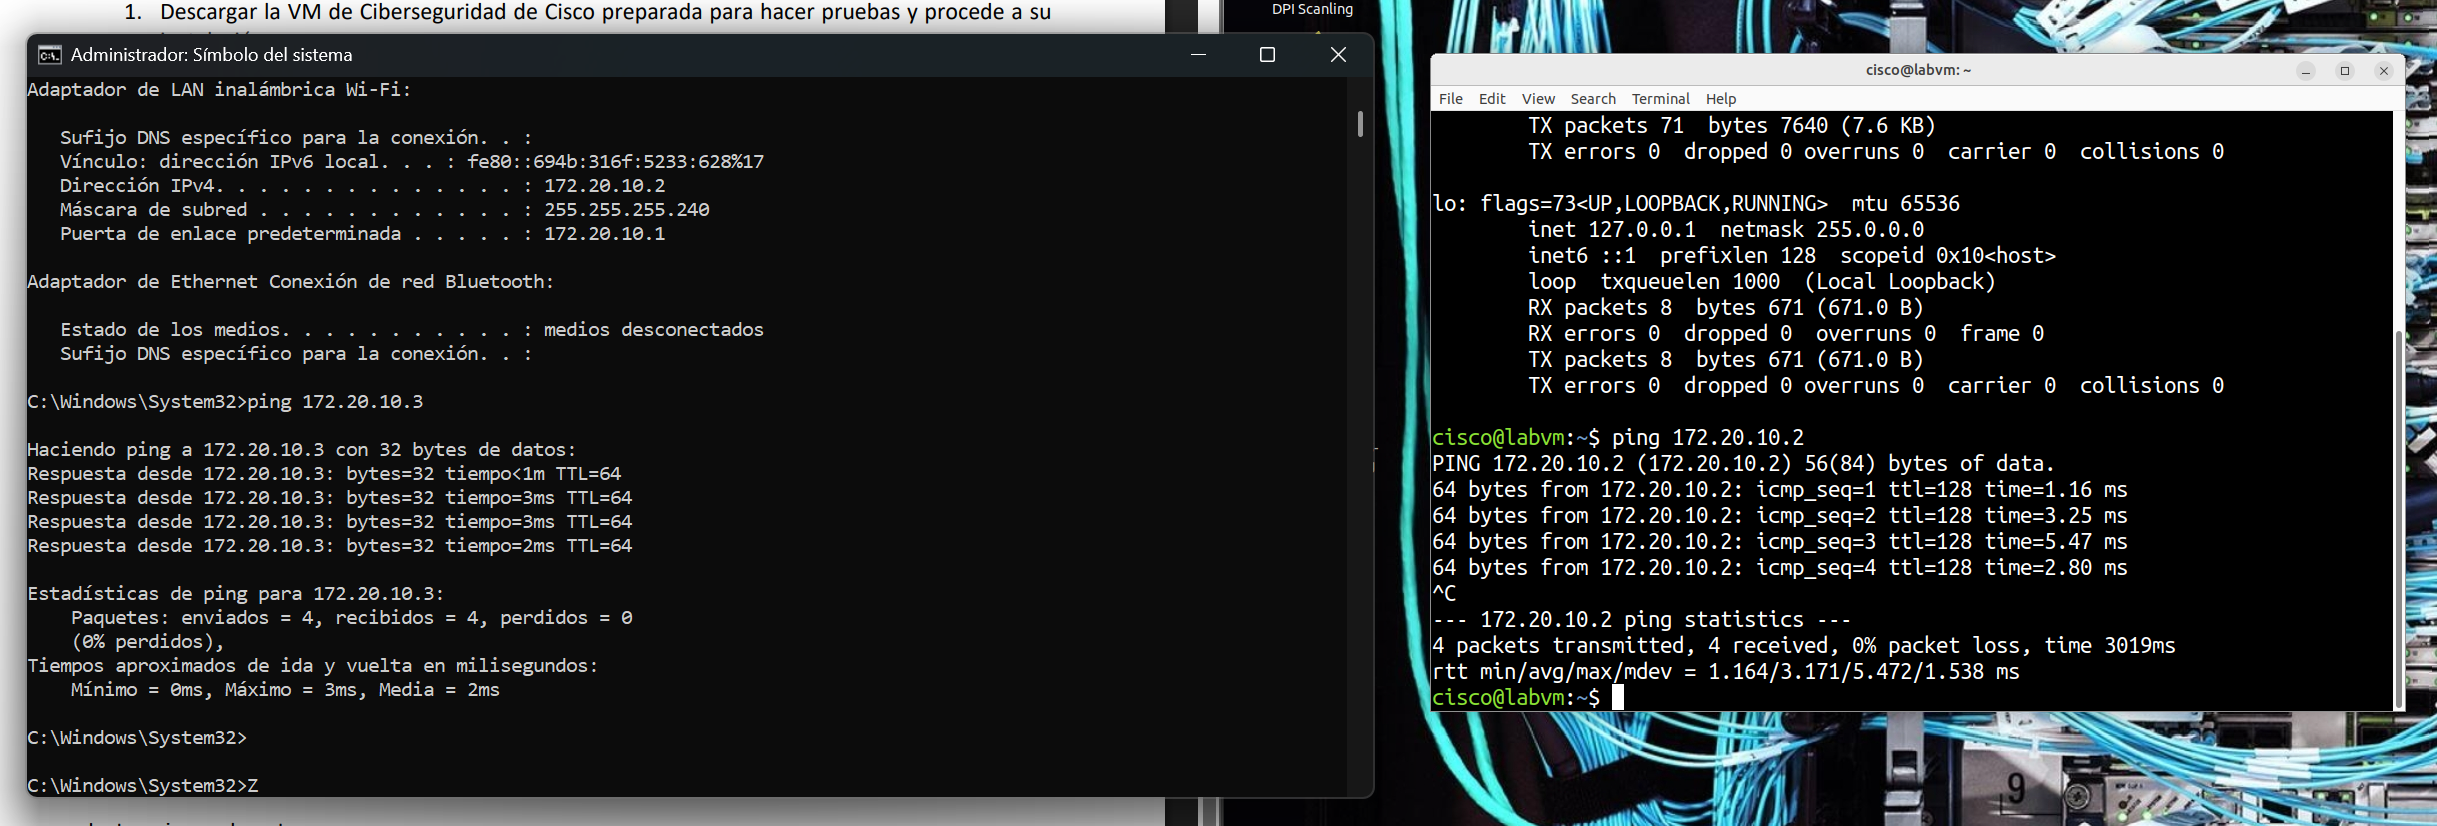 1. Descargar la VM de Ciberseguridad de Cisco preparada para hacer pruebas y procede a su
DPI Scanling
Administrador: Símbolo del sistema
Adaptador de LAN inalámbrica Wi-Fi:
Sufijo DNS específico para la conexión. . :
Vínculo: dirección IPv6 local. . . : fe80::694b:316f:5233:628%17
Dirección IPv4. . . . . . . . . . . . . . : 172.20.10.2
Máscara de subred . . . . . . . . . . . . : 255.255.255.240
Puerta de enlace predeterminada . . . . . : 172.20.10.1
Adaptador de Ethernet Conexión de red Bluetooth:
Estado de los medios. . . . . . . . . . . : medios desconectados
Sufijo DNS específico para la conexión. . :
C:\Windows\System32>ping 172.20.10.3
Haciendo ping a 172.20.10.3 con 32 bytes de datos:
Respuesta desde 172.20.10.3: bytes=32 tiempo<1m TTL=64
Respuesta desde 172.20.10.3: bytes=32 tiempo=3ms TTL=64
Respuesta desde 172.20.10.3: bytes=32 tiempo=3ms TTL=64
Respuesta desde 172.20.10.3: bytes=32 tiempo=2ms TTL=64
Estadísticas de ping para 172.20.10.3:
Paquetes: enviados = 4, recibidos = 4, perdidos = 0
(0% perdidos),
Tiempos aproximados de ida y vuelta en milisegundos:
Mínimo = 0ms, Máximo = 3ms, Media = 2ms
C:\Windows\System32>
C:\Windows\System32>Z
cisco@labvm: ~
File Edit View Search Terminal Help
TX packets 71  bytes 7640 (7.6 KB)
TX errors 0  dropped 0 overruns 0  carrier 0  collisions 0
lo: flags=73<UP,LOOPBACK,RUNNING>  mtu 65536
inet 127.0.0.1  netmask 255.0.0.0
inet6 ::1  prefixlen 128  scopeid 0x10<host>
loop  txqueuelen 1000  (Local Loopback)
RX packets 8  bytes 671 (671.0 B)
RX errors 0  dropped 0  overruns 0  frame 0
TX packets 8  bytes 671 (671.0 B)
TX errors 0  dropped 0 overruns 0  carrier 0  collisions 0
cisco@labvm:~$ ping 172.20.10.2
PING 172.20.10.2 (172.20.10.2) 56(84) bytes of data.
64 bytes from 172.20.10.2: icmp_seq=1 ttl=128 time=1.16 ms
64 bytes from 172.20.10.2: icmp_seq=2 ttl=128 time=3.25 ms
64 bytes from 172.20.10.2: icmp_seq=3 ttl=128 time=5.47 ms
64 bytes from 172.20.10.2: icmp_seq=4 ttl=128 time=2.80 ms
^C
--- 172.20.10.2 ping statistics ---
4 packets transmitted, 4 received, 0% packet loss, time 3019ms
rtt min/avg/max/mdev = 1.164/3.171/5.472/1.538 ms
cisco@labvm:~$
9